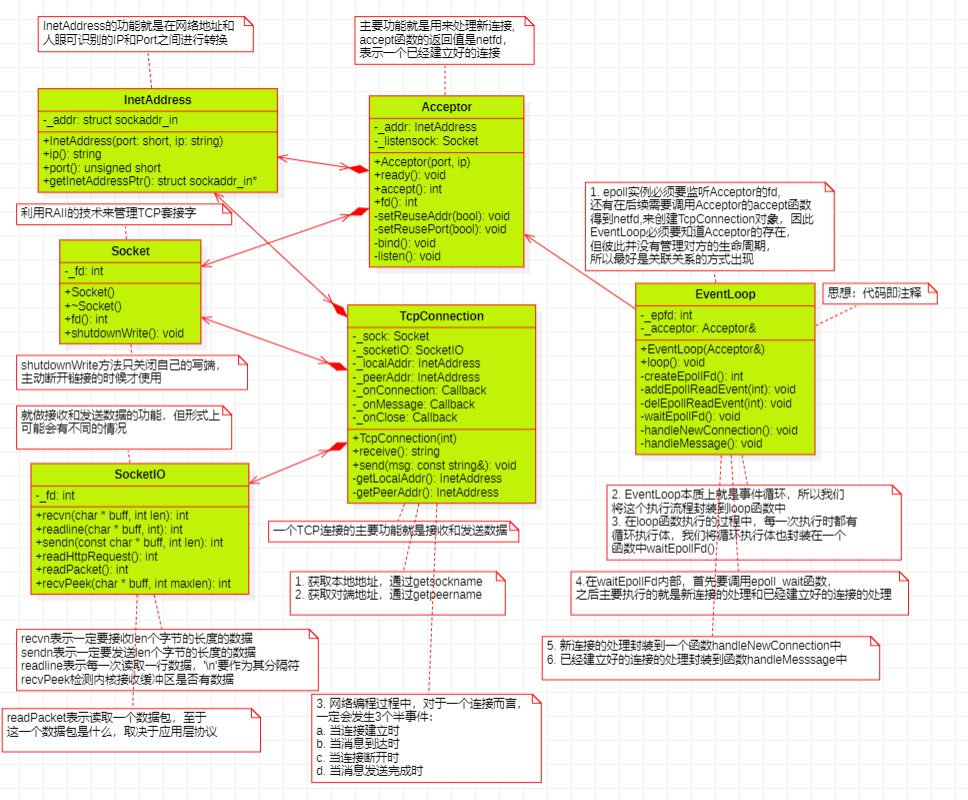 InetAddress的功能就是在网络地址和
人眼可识别的IP和Port之间进行转换
主要功能就是用来处理新连接,
accept函数的返回值是netfd，
表示一个已经建立好的连接
InetAddress
-_addr: struct sockaddr_in
+InetAddress(port: short, ip: string)
+ip(): string
+port(): unsigned short
+getInetAddressPtr(): struct sockaddr_in*
Acceptor
-_addr: InetAddress
-_listensock: Socket
+Acceptor(port, ip)
+ready(): void
+accept(): int
+fd(): int
-setReuseAddr(bool): void
-setReusePort(bool): void
-bind(): void
-listen(): void
1. epoll实例必须要监听Acceptor的fd,
还有在后续需要调用Acceptor的accept函数
得到netfd,来创建TcpConnection对象，因此
EventLoop必须要知道Acceptor的存在，
但彼此并没有管理对方的生命周期，
所以最好是关联关系的方式出现
利用RAII的技术来管理TCP套接字
Socket
-_fd: int
+Socket()
+~Socket()
+fd(): int
+shutdownWrite(): void
EventLoop
-_epfd: int
-_acceptor: Acceptor&
+EventLoop(Acceptor&)
+loop(): void
-createEpollFd(): int
-addEpollReadEvent(int): void
-delEpollReadEvent(int): void
-waitEpollFd(): void
-handleNewConnection(): void
-handleMessage(): void
思想：代码即注释
TcpConnection
-_sock: Socket
-_socketIO: SocketIO
-_localAddr: InetAddress
-_peerAddr: InetAddress
-_onConnection: Callback
-_onMessage: Callback
-_onClose: Callback
+TcpConnection(int)
+receive(): string
+send(msg: const string&): void
-getLocalAddr(): InetAddress
-getPeerAddr(): InetAddress
shutdownWrite方法只关闭自己的写端，
主动断开链接的时候才使用
就做接收和发送数据的功能，但形式上
可能会有不同的情况
SocketIO
-_fd: int
+recvn(char * buff, int len): int
+readline(char * buff, int): int
+sendn(const char * buff, int len): int
+readHttpRequest(): int
+readPacket(): int
+recvPeek(char * buff, int maxlen): int
一个TCP连接的主要功能就是接收和发送数据
1. 获取本地地址，通过getsockname
2. 获取对端地址，通过getpeername
2. EventLoop本质上就是事件循环，所以我们
将这个执行流程封装到loop函数中
3. 在loop函数执行的过程中，每一次执行时都有
循环执行体，我们将循环执行体也封装在一个
函数中waitEpollFd()
4.在waitEpollFd内部，首先要调用epoll_wait函数，
之后主要执行的就是新连接的处理和已经建立好的连接的处理
5. 新连接的处理封装到一个函数handleNewConnection中
6. 已经建立好的连接的处理封装到函数handleMesssage中
recvn表示一定要接收len个字节的长度的数据
sendn表示一定要发送len个字节的长度的数据
readline表示每一次读取一行数据，'\n'要作为其分隔符
recvPeek检测内核接收缓冲区是否有数据
readPacket表示读取一个数据包，至于
这一个数据包是什么，取决于应用层协议
3. 网络编程过程中，对于一个连接而言，
一定会发生3个半事件：
a. 当连接建立时
b. 当消息到达时
c. 当连接断开时
d. 当消息发送完成时